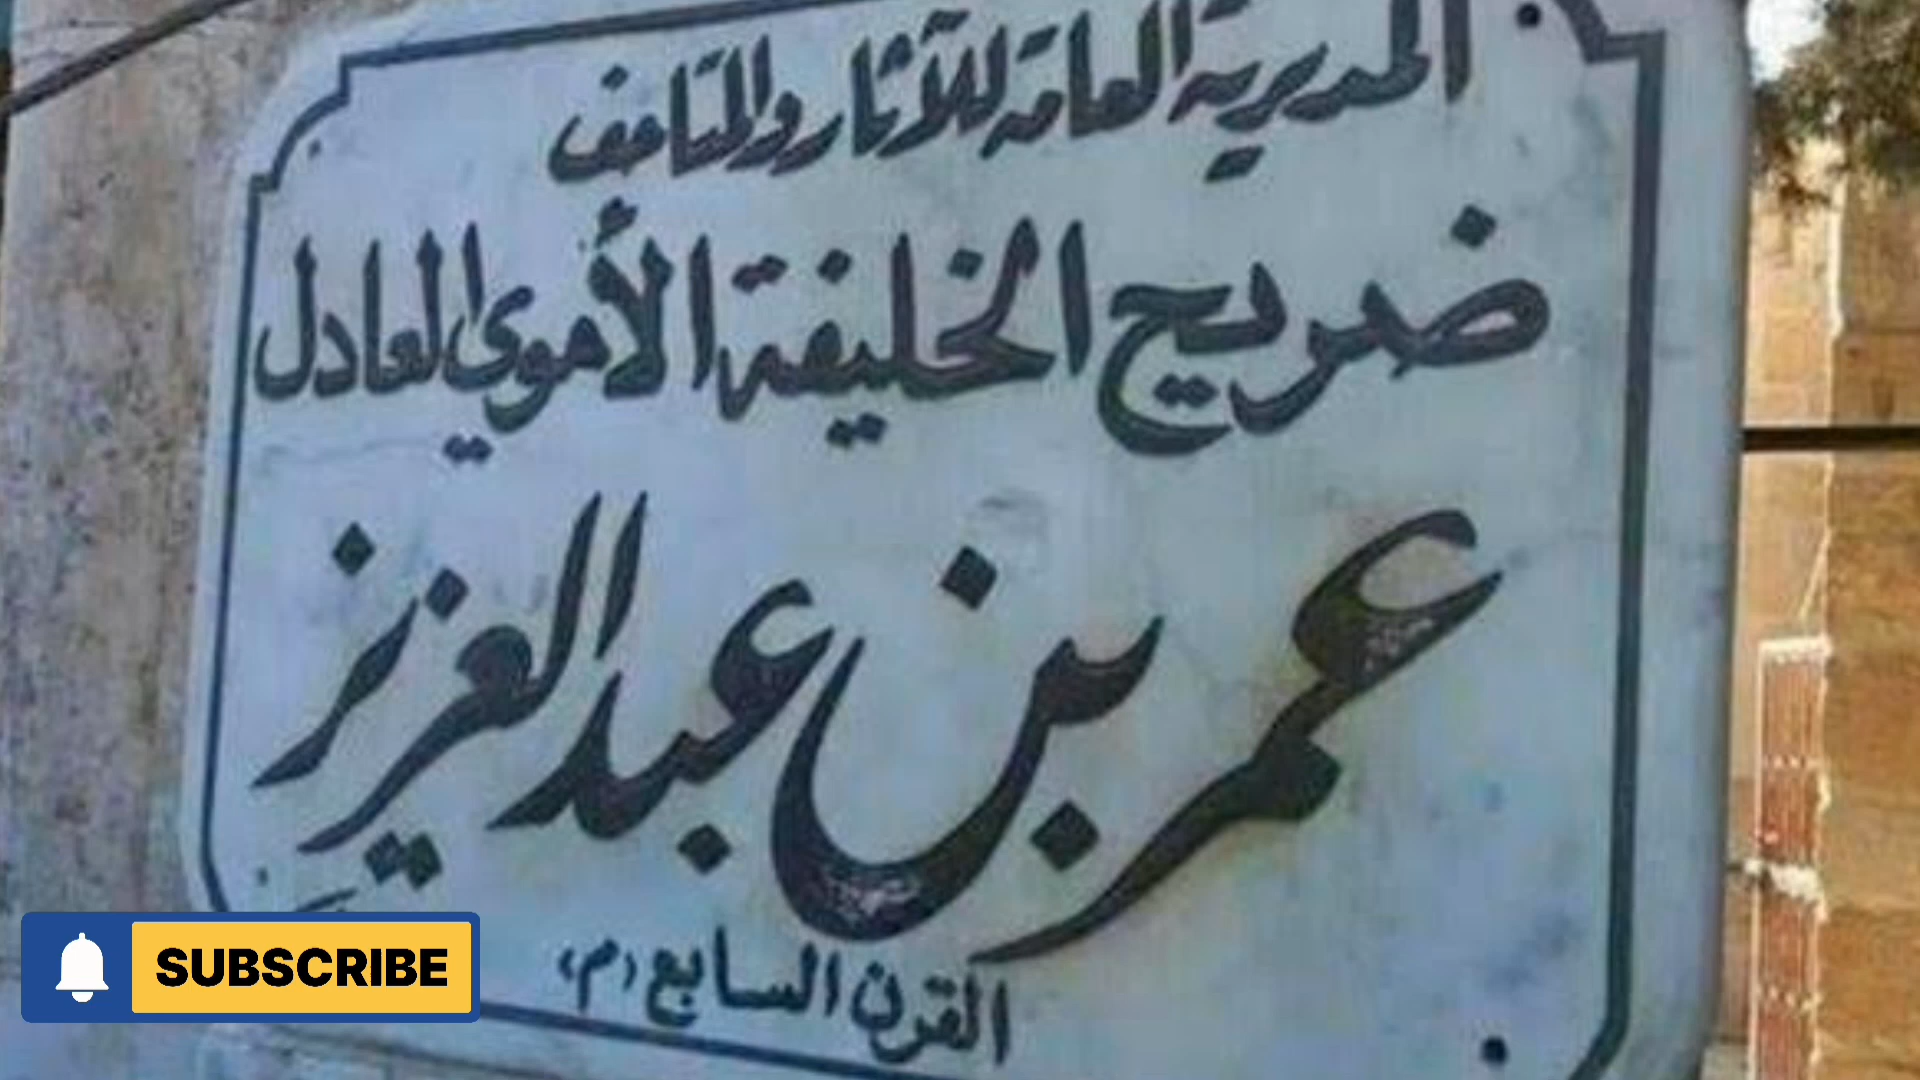 المديرية العامة للآثار والمتاحف
ضريح الخليفة الأموي العادل
عمر بن عبد العزيز
القرن السابع (م)
SUBSCRIBE